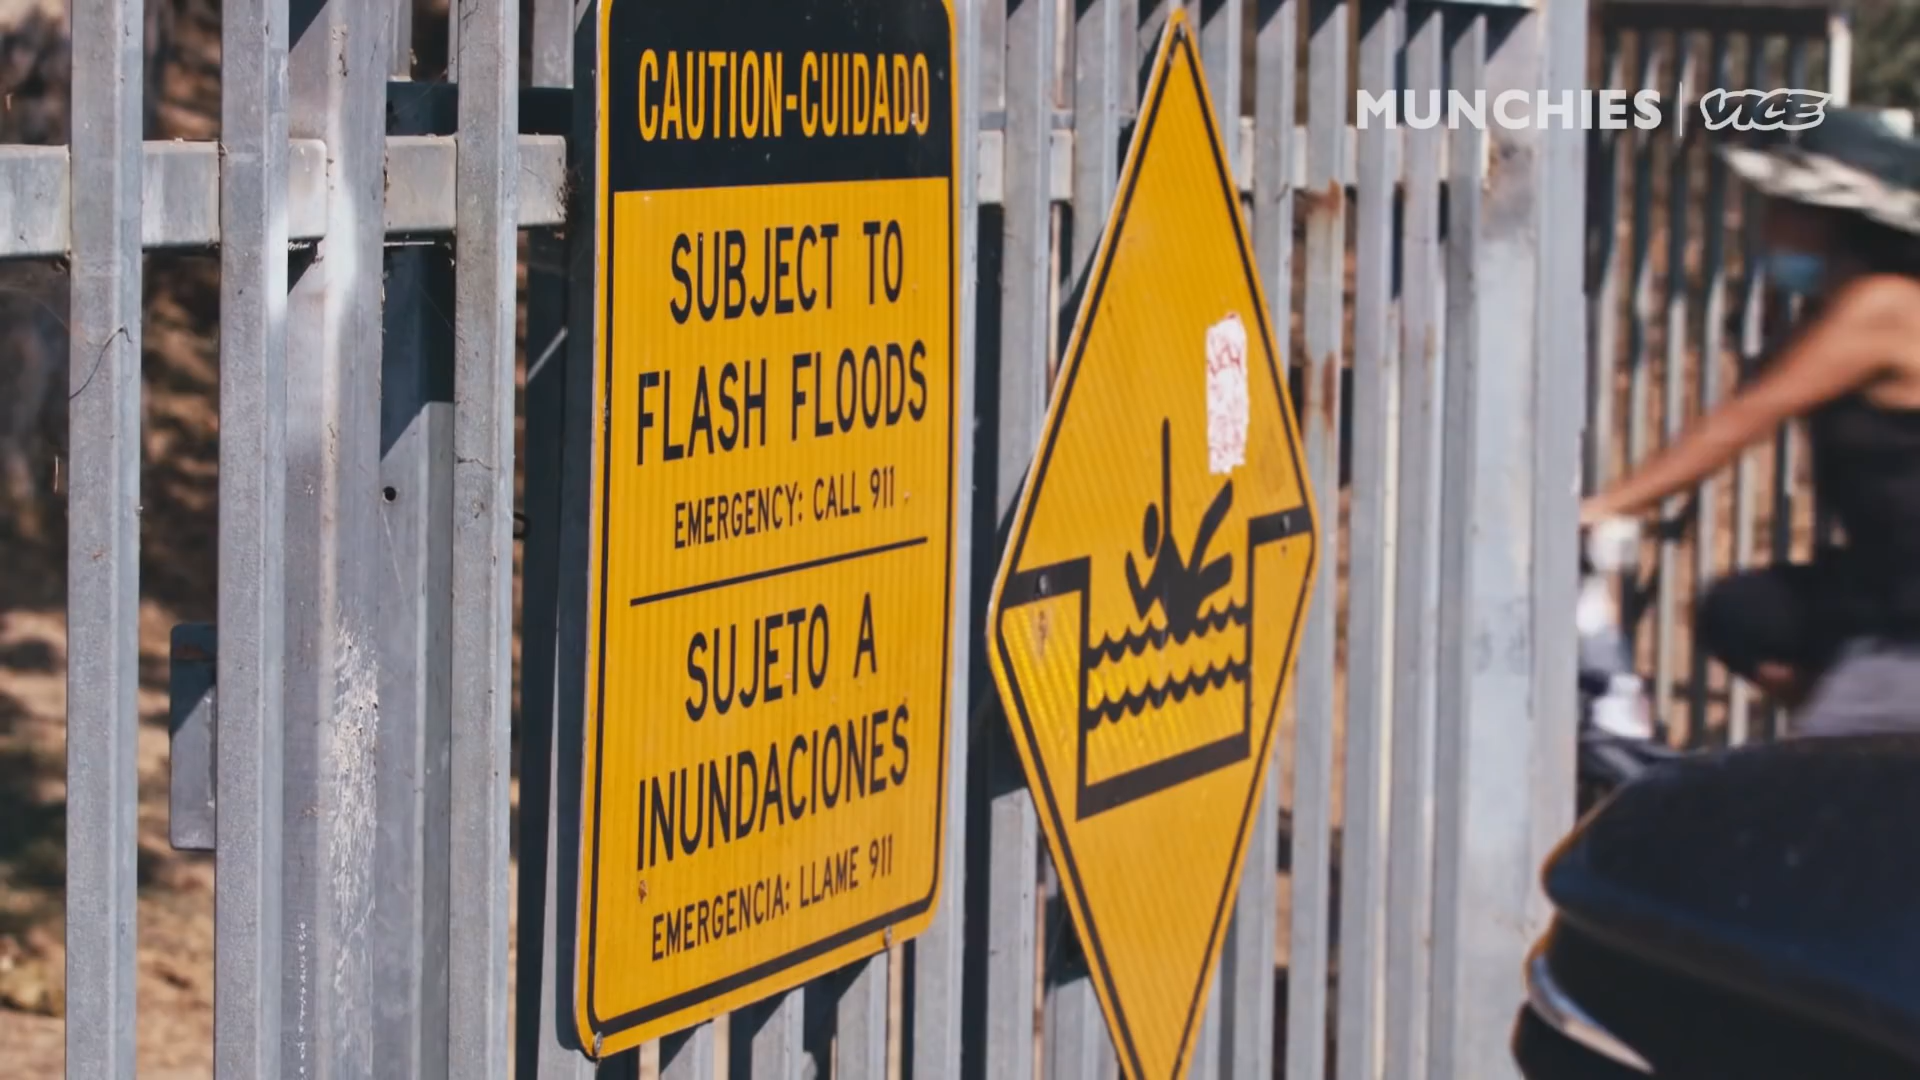 CAUTION-CUIDADO
SUBJECT TO
FLASH FLOODS
EMERGENCY: CALL 911
SUJETO A
INUNDACIONES
EMERGENCIA: LLAME 911
MUNCHIES | VICE